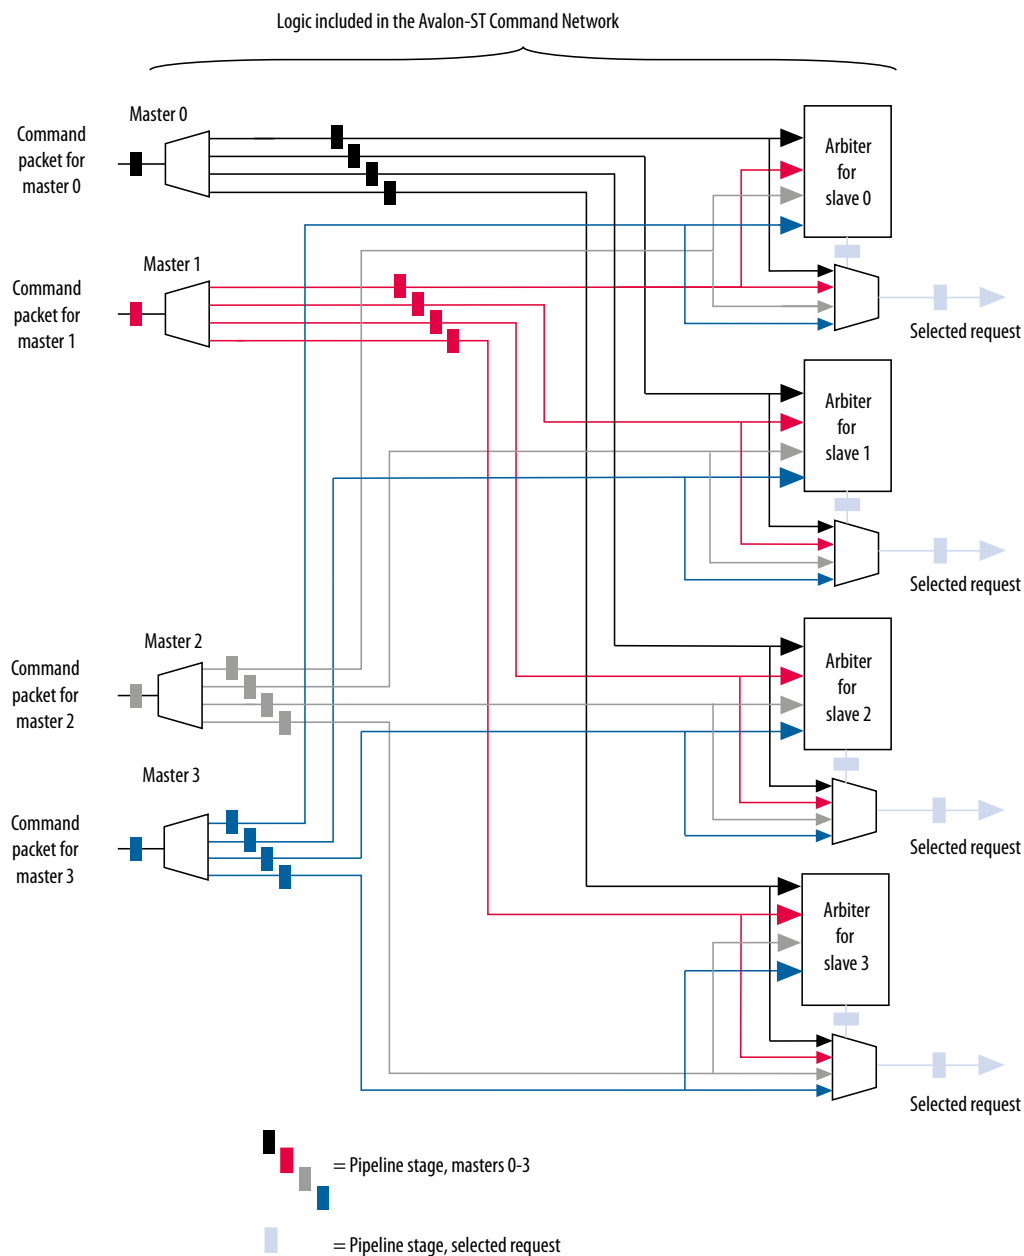 Logic included in the Avalon-ST Command Network
Master 0
Command
packet for
master 0
Arbiter
for
slave 0
Master 1
Command
packet for
master 1
Selected request
Arbiter
for
slave 1
Selected request
Master 2
Command
packet for
master 2
Arbiter
for
slave 2
Master 3
Command
packet for
master 3
Selected request
Arbiter
for
slave 3
Selected request
= Pipeline stage, masters 0-3
= Pipeline stage, selected request